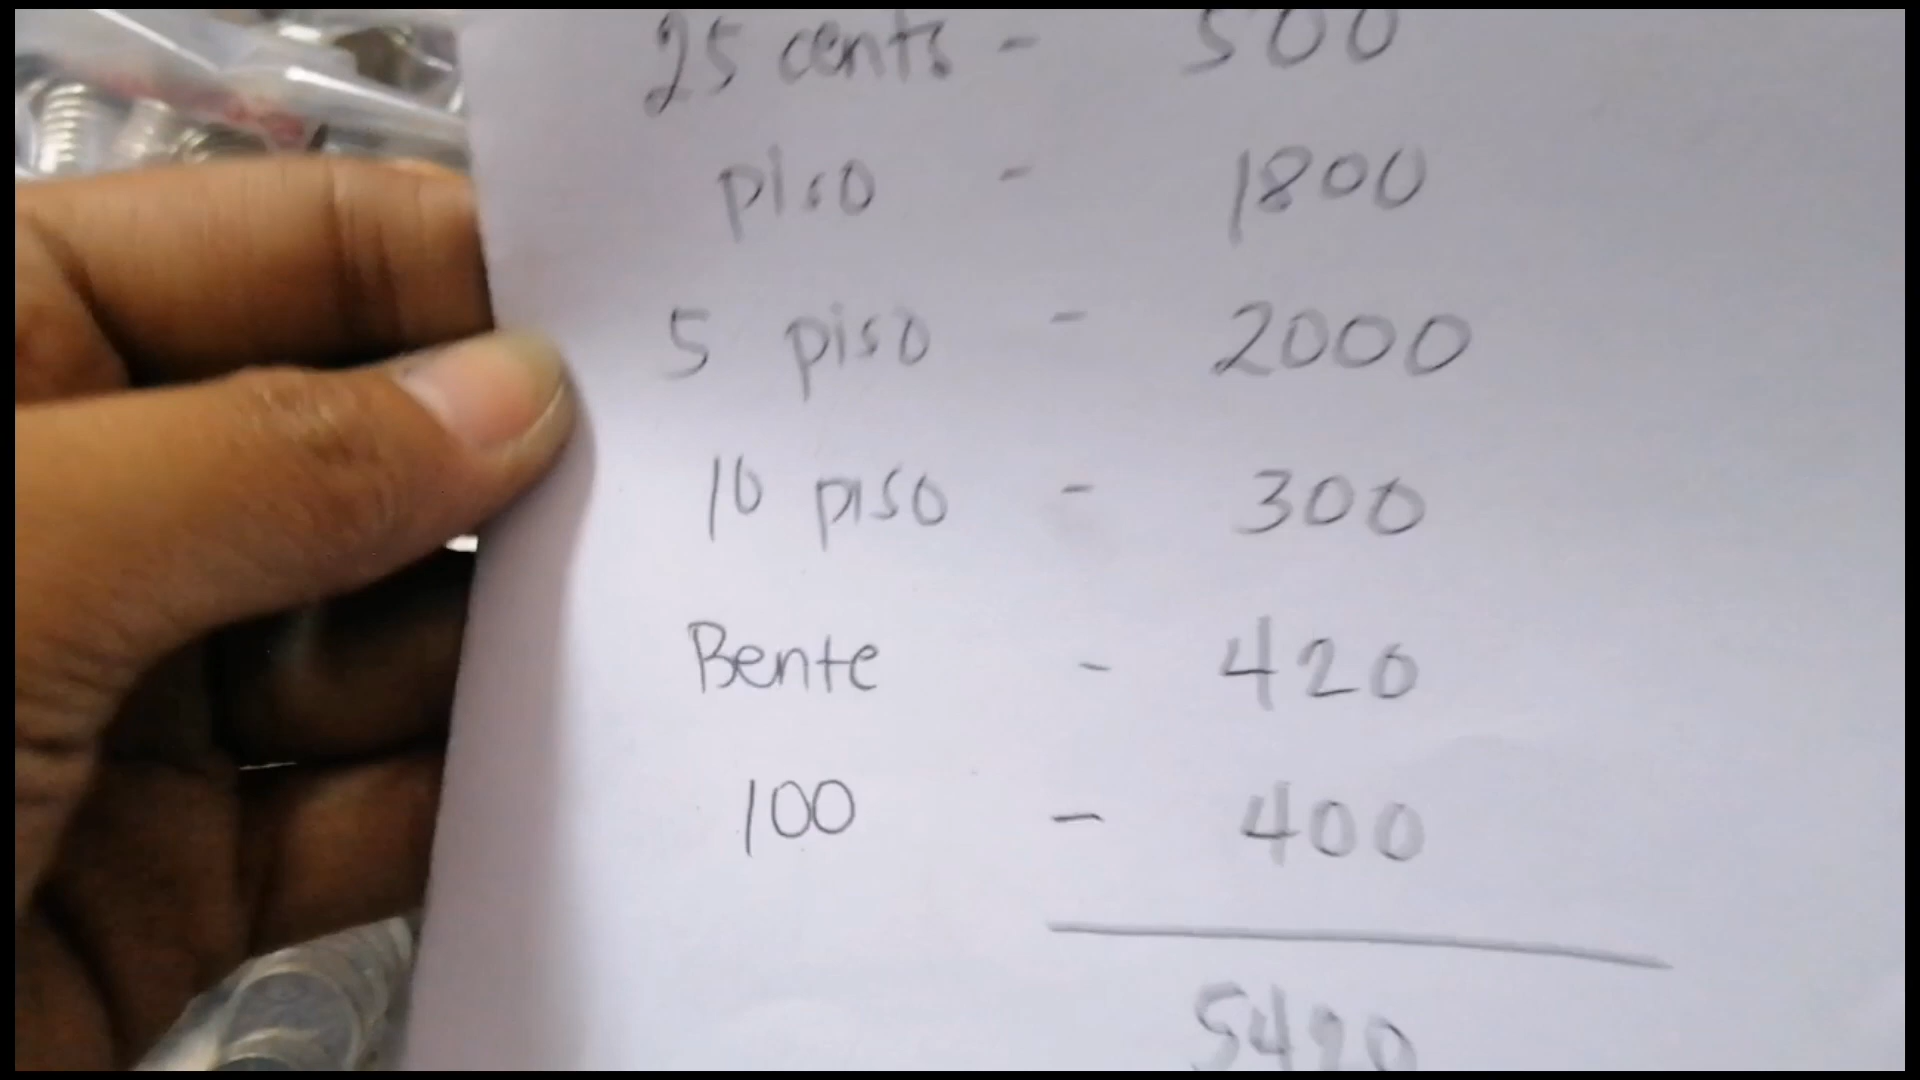 25 cents - 500
piso - 1800
5 piso - 2000
10 piso - 300
Bente - 420
100 - 400
5420